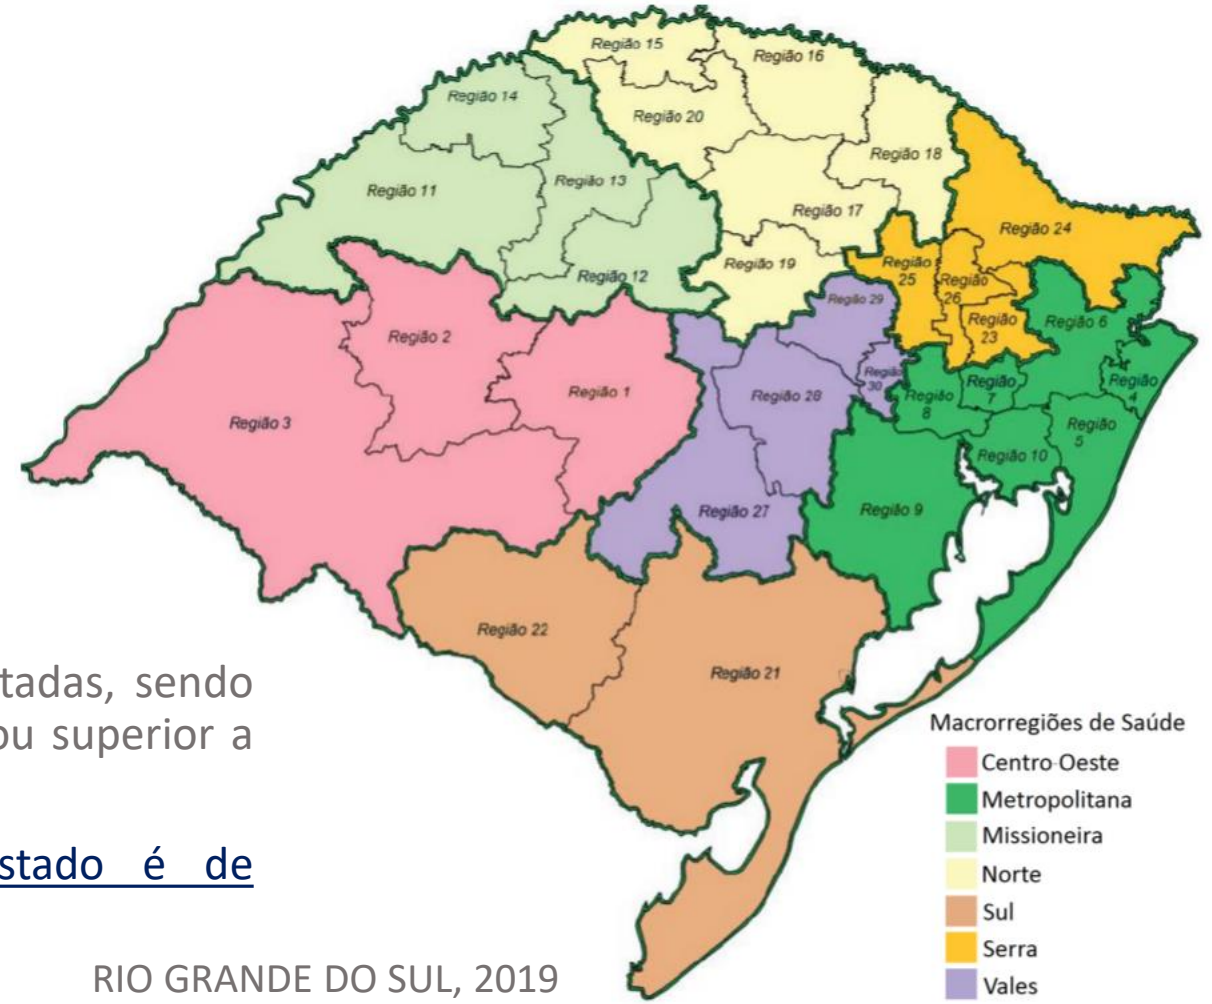 Região 15
Região 16
Região 14
Região 20
Região 18
Região 13
Região 11
Região 17
Região 24
Região 19
Região 25
Região 12
Região 26
Região 29
Região 23
Região 6
Região 2
Região 30
Região 7
Região 4
Região 1
Região 28
Região 8
Região 3
Região 5
Região 10
Região 27
Região 9
Região 22
Região 21
tadas, sendo
ou superior a
stado é de
RIO GRANDE DO SUL, 2019
Macrorregiões de Saúde
Centro-Oeste
Metropolitana
Missioneira
Norte
Sul
Serra
Vales